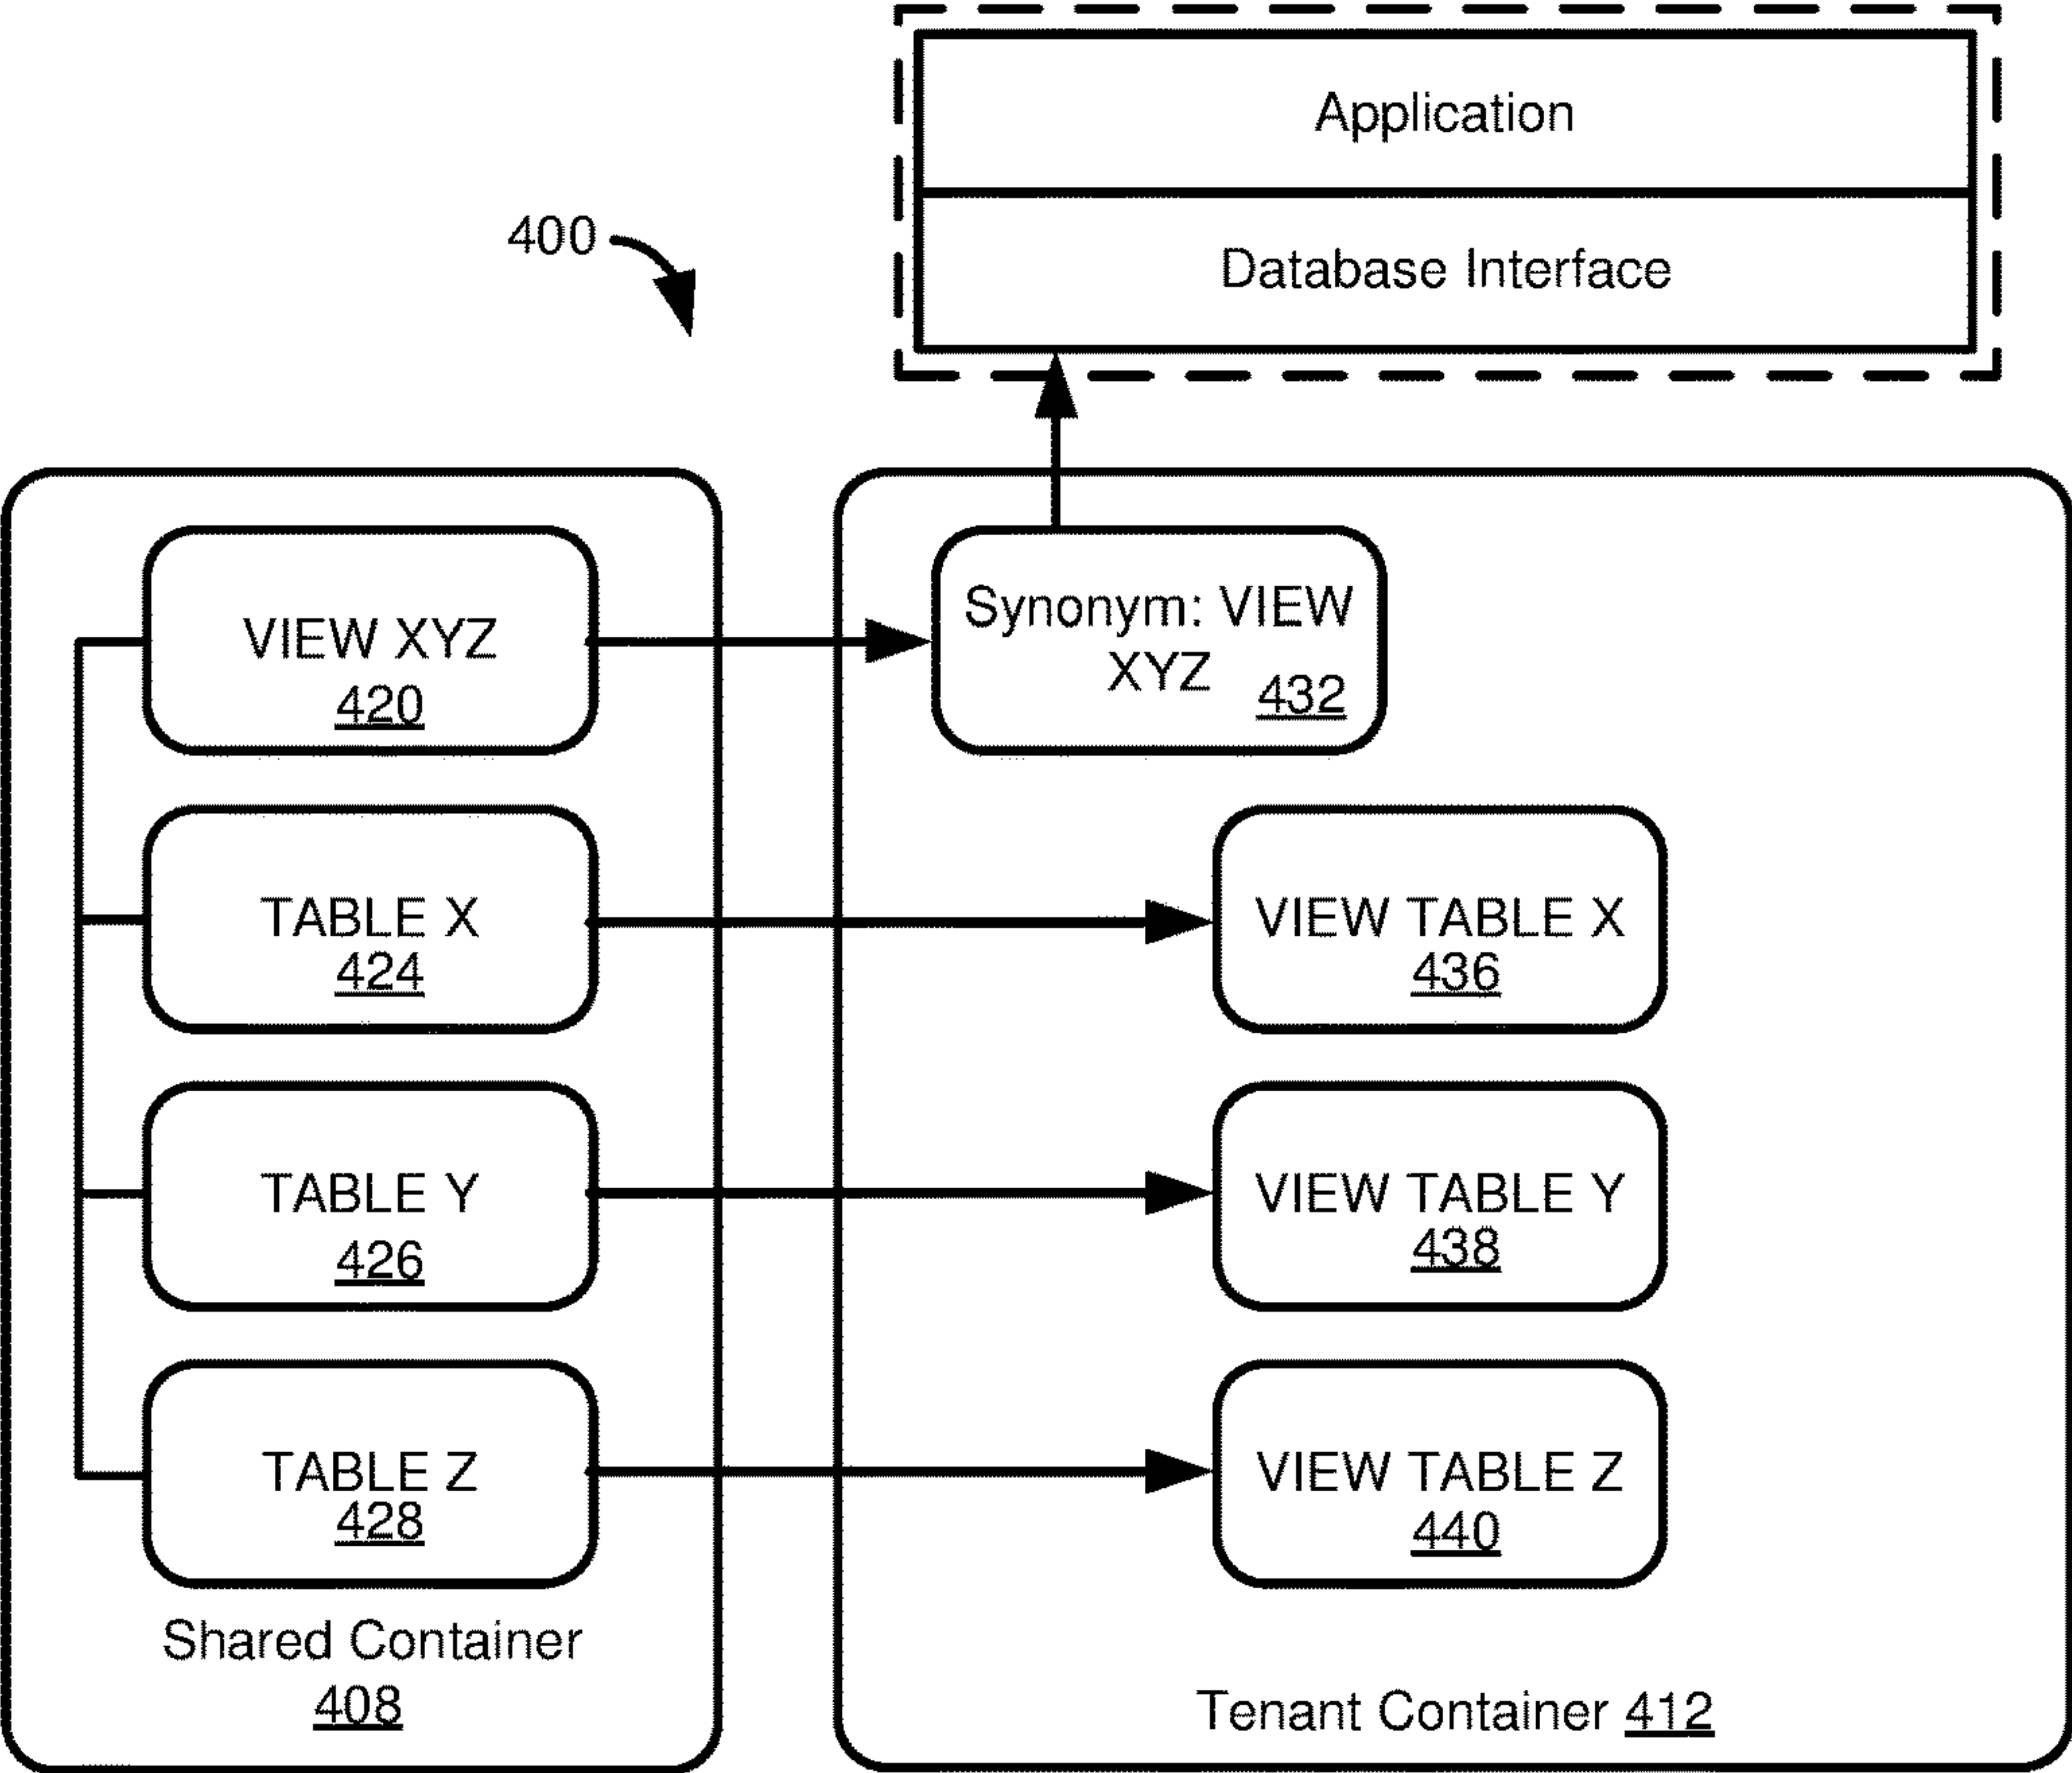 Application
400
Database Interface
VIEW XYZ
420
Synonym: VIEW
XYZ 432
TABLE X
424
VIEW TABLE X
436
TABLE Y
426
VIEW TABLE Y
438
TABLE Z
428
VIEW TABLE Z
440
Shared Container
408
Tenant Container 412